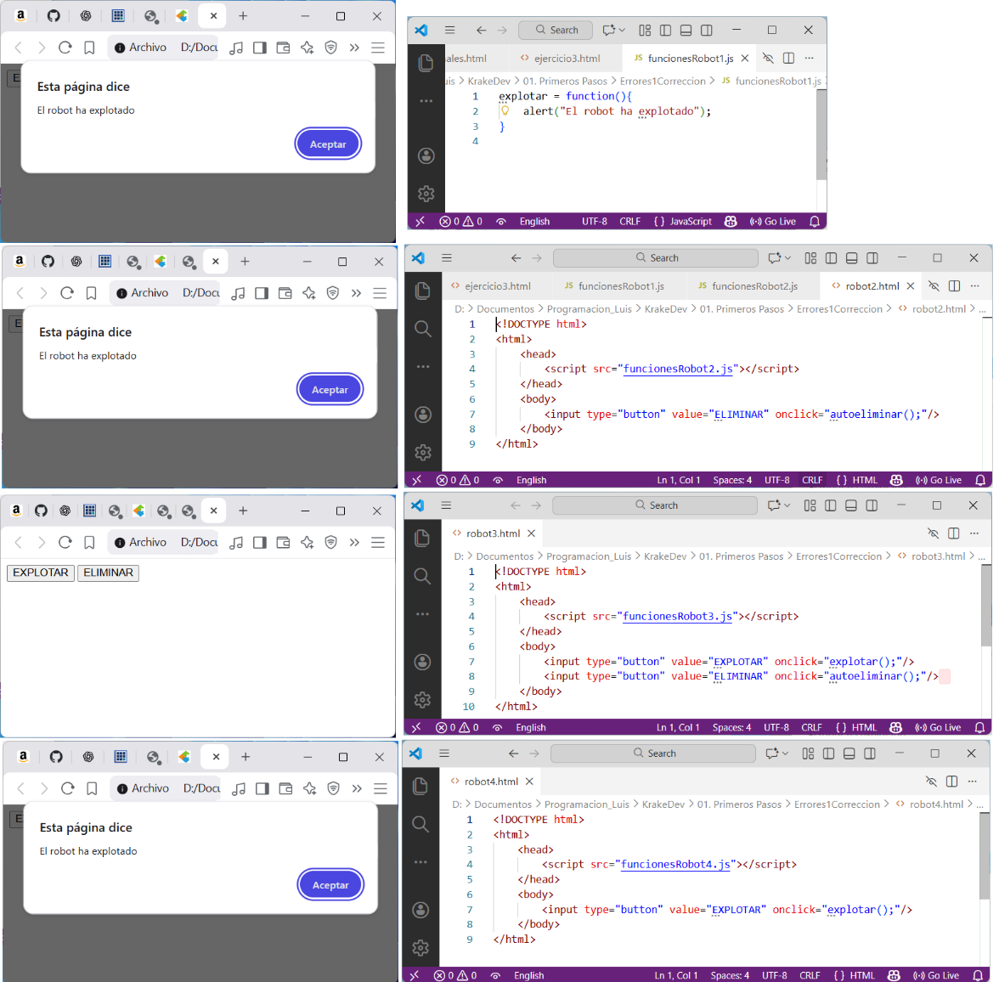 Archivo D:/Docu
Esta página dice
El robot ha explotado
Aceptar
Search
ales.html ejercicio3.html JS funcionesRobot1.js
uis > KrakeDev > 01. Primeros Pasos > Errores1Correccion > JS funcionesRobot1.js
1 explotar = function(){
2 alert("El robot ha explotado");
3 }
4
0 0 English UTF-8 CRLF { } JavaScript Go Live
Archivo D:/Docu
Esta página dice
El robot ha explotado
Aceptar
Search
ejercicio3.html JS funcionesRobot1.js JS funcionesRobot2.js robot2.html
D: > Documentos > Programacion_Luis > KrakeDev > 01. Primeros Pasos > Errores1Correccion > robot2.html > ...
1 <!DOCTYPE html>
2 <html>
3 <head>
4 <script src="funcionesRobot2.js"></script>
5 </head>
6 <body>
7 <input type="button" value="ELIMINAR" onclick="autoeliminar();"/>
8 </body>
9 </html>
0 0 English Ln 1, Col 1 Spaces: 4 UTF-8 CRLF { } HTML Go Live
Archivo D:/Docu
EXPLOTAR ELIMINAR
Search
robot3.html
D: > Documentos > Programacion_Luis > KrakeDev > 01. Primeros Pasos > Errores1Correccion > robot3.html > ...
1 <!DOCTYPE html>
2 <html>
3 <head>
4 <script src="funcionesRobot3.js"></script>
5 </head>
6 <body>
7 <input type="button" value="EXPLOTAR" onclick="explotar();"/>
8 <input type="button" value="ELIMINAR" onclick="autoeliminar();"/>
9 </body>
10 </html>
0 0 English Ln 1, Col 1 Spaces: 4 UTF-8 CRLF { } HTML Go Live
Archivo D:/Docu
Esta página dice
El robot ha explotado
Aceptar
Search
robot4.html
D: > Documentos > Programacion_Luis > KrakeDev > 01. Primeros Pasos > Errores1Correccion > robot4.html > ...
1 <!DOCTYPE html>
2 <html>
3 <head>
4 <script src="funcionesRobot4.js"></script>
5 </head>
6 <body>
7 <input type="button" value="EXPLOTAR" onclick="explotar();"/>
8 </body>
9 </html>
0 0 English Ln 1, Col 1 Spaces: 4 UTF-8 CRLF { } HTML Go Live